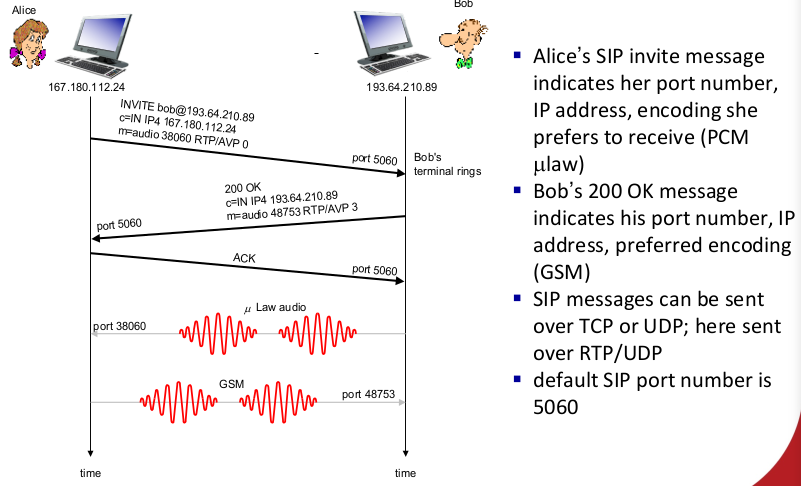 Alice
Bob
167.180.112.24
193.64.210.89
INVITE bob@193.64.210.89
c=IN IP4 167.180.112.24
m=audio 38060 RTP/AVP 0
port 5060
Bob's
terminal rings
200 OK
c=IN IP4 193.64.210.89
m=audio 48753 RTP/AVP 3
port 5060
ACK
port 5060
μ Law audio
port 38060
GSM
port 48753
time
time
▪ Alice’s SIP invite message
indicates her port number,
IP address, encoding she
prefers to receive (PCM
μlaw)
▪ Bob’s 200 OK message
indicates his port number, IP
address, preferred encoding
(GSM)
▪ SIP messages can be sent
over TCP or UDP; here sent
over RTP/UDP
▪ default SIP port number is
5060